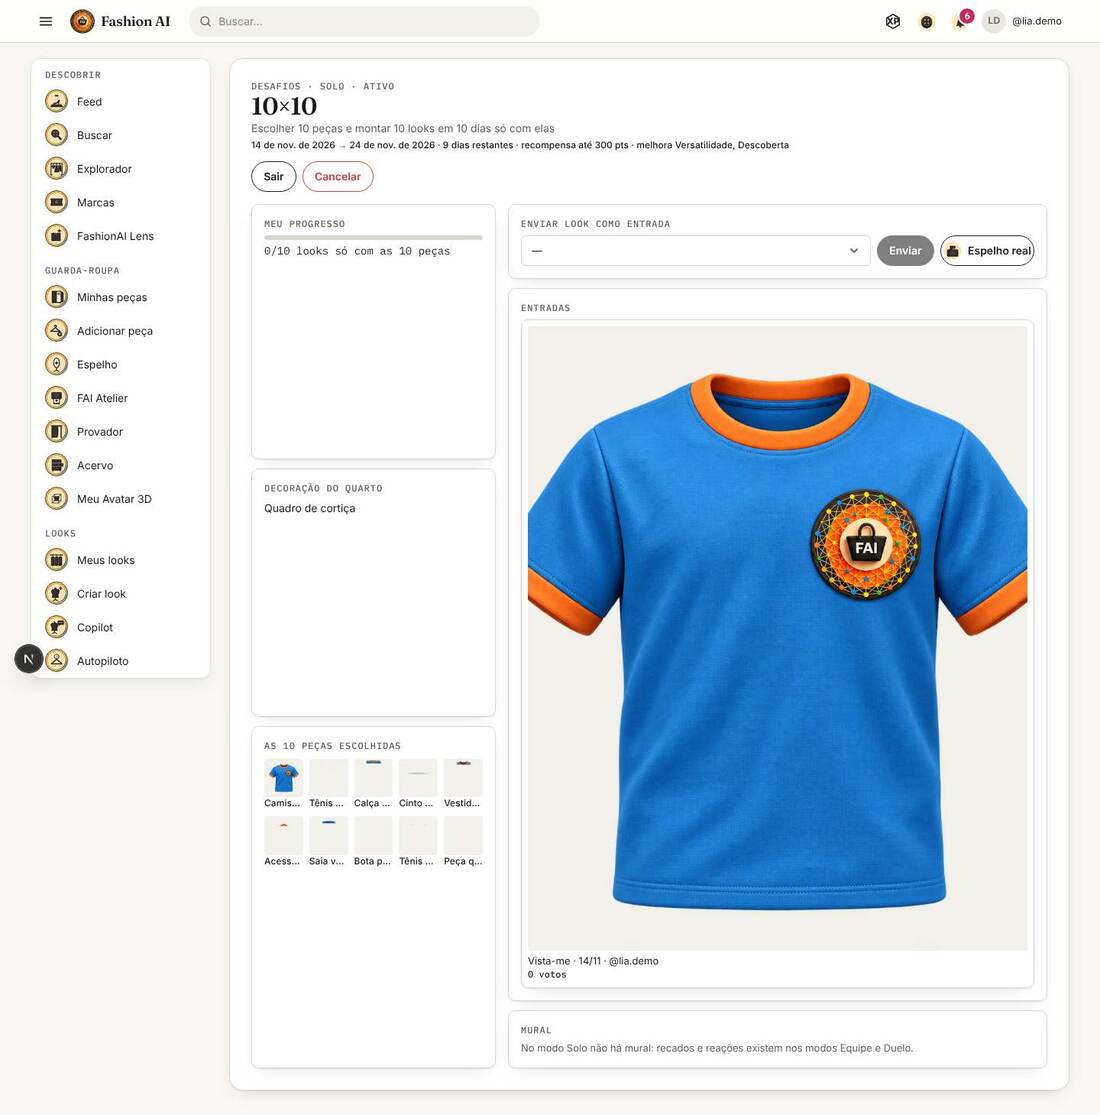 Fashion AI
Buscar...
XP
6
LD
@lia.demo
DESCOBRIR
Feed
Buscar
Explorador
Marcas
FashionAI Lens
GUARDA-ROUPA
Minhas peças
Adicionar peça
Espelho
FAI Atelier
Provador
Acervo
Meu Avatar 3D
LOOKS
Meus looks
Criar look
Copilot
Autopiloto
N
DESAFIOS · SOLO · ATIVO
10×10
Escolher 10 peças e montar 10 looks em 10 dias só com elas
14 de nov. de 2026 → 24 de nov. de 2026 · 9 dias restantes · recompensa até 300 pts · melhora Versatilidade, Descoberta
Sair
Cancelar
MEU PROGRESSO
0/10 looks só com as 10 peças
DECORAÇÃO DO QUARTO
Quadro de cortiça
AS 10 PEÇAS ESCOLHIDAS
Camis...
Tênis ...
Calça ...
Cinto ...
Vestid...
Acess...
Saia v...
Bota p...
Tênis ...
Peça q...
ENVIAR LOOK COMO ENTRADA
—
Enviar
Espelho real
ENTRADAS
FAI
Vista-me · 14/11 · @lia.demo
0 votos
MURAL
No modo Solo não há mural: recados e reações existem nos modos Equipe e Duelo.